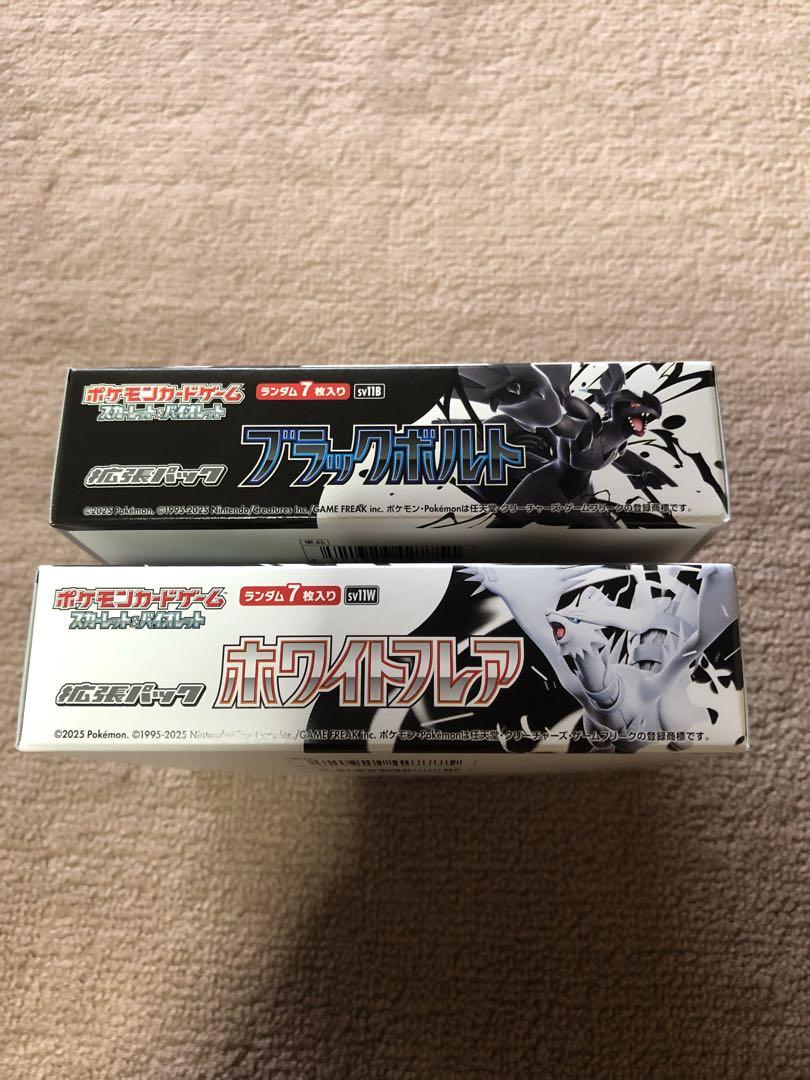 ポケモンカードゲーム
スカーレット&バイオレット
ランダム7枚入り sv11B
拡張パック ブラックボルト
©2025 Pokémon. ©1995-2025 Nintendo/Creatures Inc./GAME FREAK inc. ポケモン・Pokémonは任天堂・クリーチャーズ・ゲームフリークの登録商標です。
単品
ポケモンカードゲーム
スカーレット&バイオレット
ランダム7枚入り sv11W
拡張パック ホワイトフレア
©2025 Pokémon. ©1995-2025 Nintendo/Creatures Inc./GAME FREAK inc. ポケモン・Pokémonは任天堂・クリーチャーズ・ゲームフリークの登録商標です。